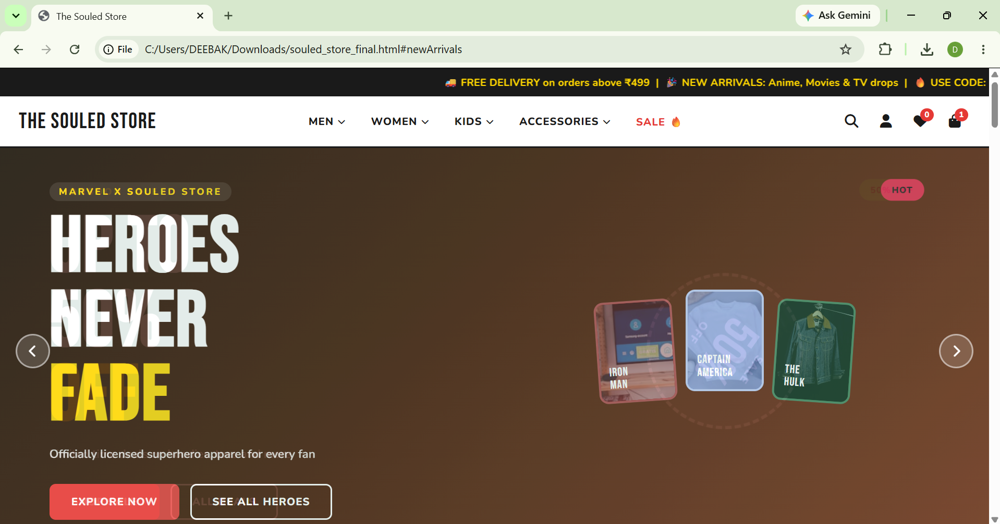 The Souled Store
Ask Gemini
File
C:/Users/DEEBAK/Downloads/souled_store_final.html#newArrivals
D
🚚 FREE DELIVERY on orders above ₹499 | 🎉 NEW ARRIVALS: Anime, Movies & TV drops | 🔥 USE CODE:
THE SOULED STORE
MEN
WOMEN
KIDS
ACCESSORIES
SALE 🔥
0
1
MARVEL X SOULED STORE
50%
HOT
HEROES
NEVER
FADE
IRON
MAN
CAPTAIN
AMERICA
THE
HULK
50%
OFF
Officially licensed superhero apparel for every fan
EXPLORE NOW
SEE ALL HEROES